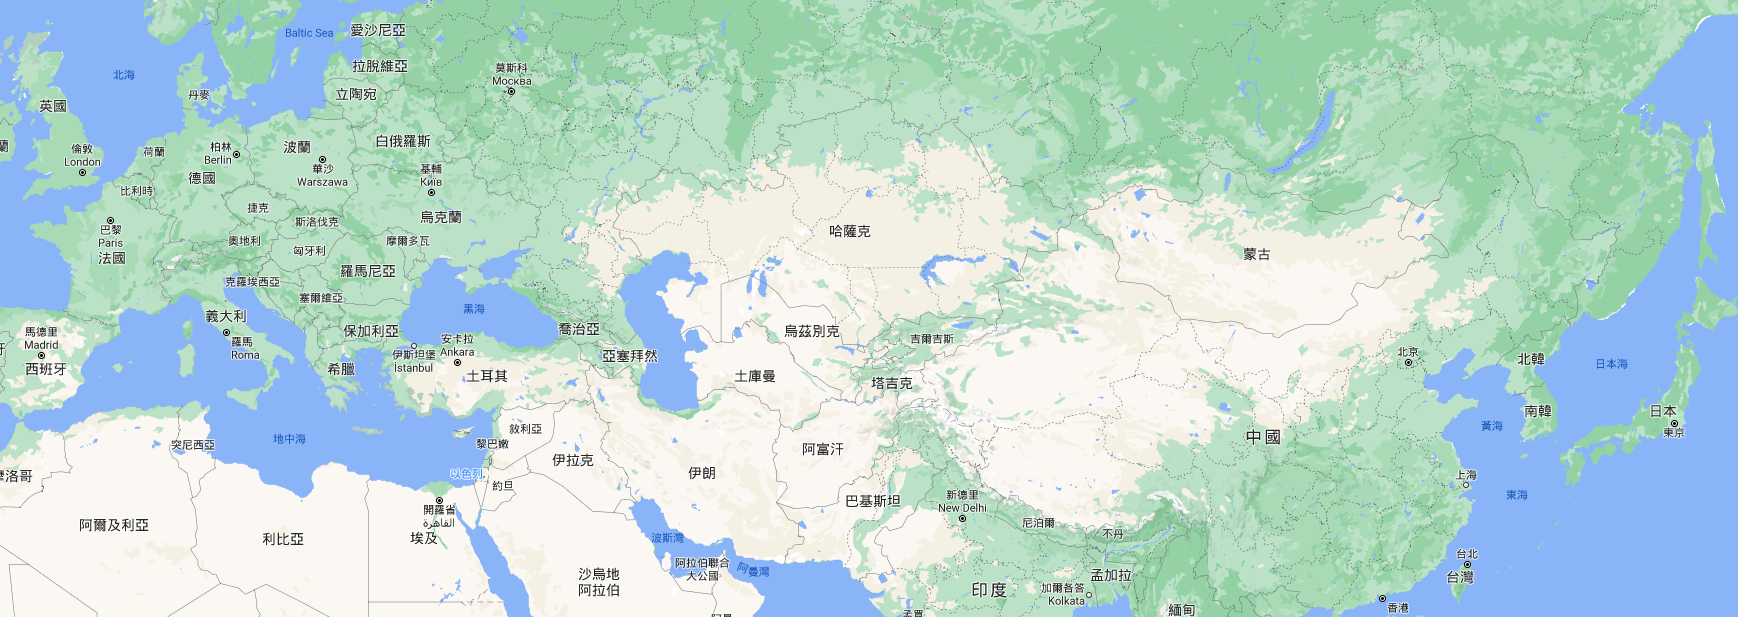 Baltic Sea
愛沙尼亞
拉脫維亞
北海
莫斯科
Москва
丹麥
立陶宛
英國
白俄羅斯
倫敦
London
荷蘭
柏林
Berlin
波蘭
華沙
Warszawa
基輔
Київ
德國
比利時
捷克
斯洛伐克
烏克蘭
巴黎
Paris
法國
奧地利
匈牙利
摩爾多瓦
哈薩克
蒙古
羅馬尼亞
克羅埃西亞
塞爾維亞
黑海
義大利
馬德里
Madrid
西班牙
羅馬
Roma
保加利亞
安卡拉
Ankara
喬治亞
烏茲別克
吉爾吉斯
伊斯坦堡
İstanbul
亞塞拜然
北京
北韓
日本海
希臘
土耳其
土庫曼
塔吉克
南韓
日本
東京
地中海
突尼西亞
敘利亞
黎巴嫩
伊拉克
伊朗
阿富汗
中國
黃海
摩洛哥
以色列
約旦
巴基斯坦
新德里
New Delhi
上海
東海
開羅省
القاهرة
埃及
阿爾及利亞
利比亞
波斯灣
阿拉伯聯合
大公國
阿曼灣
尼泊爾
不丹
沙烏地
阿拉伯
印度
加爾各答
Kolkata
孟加拉
台北
台灣
緬甸
香港